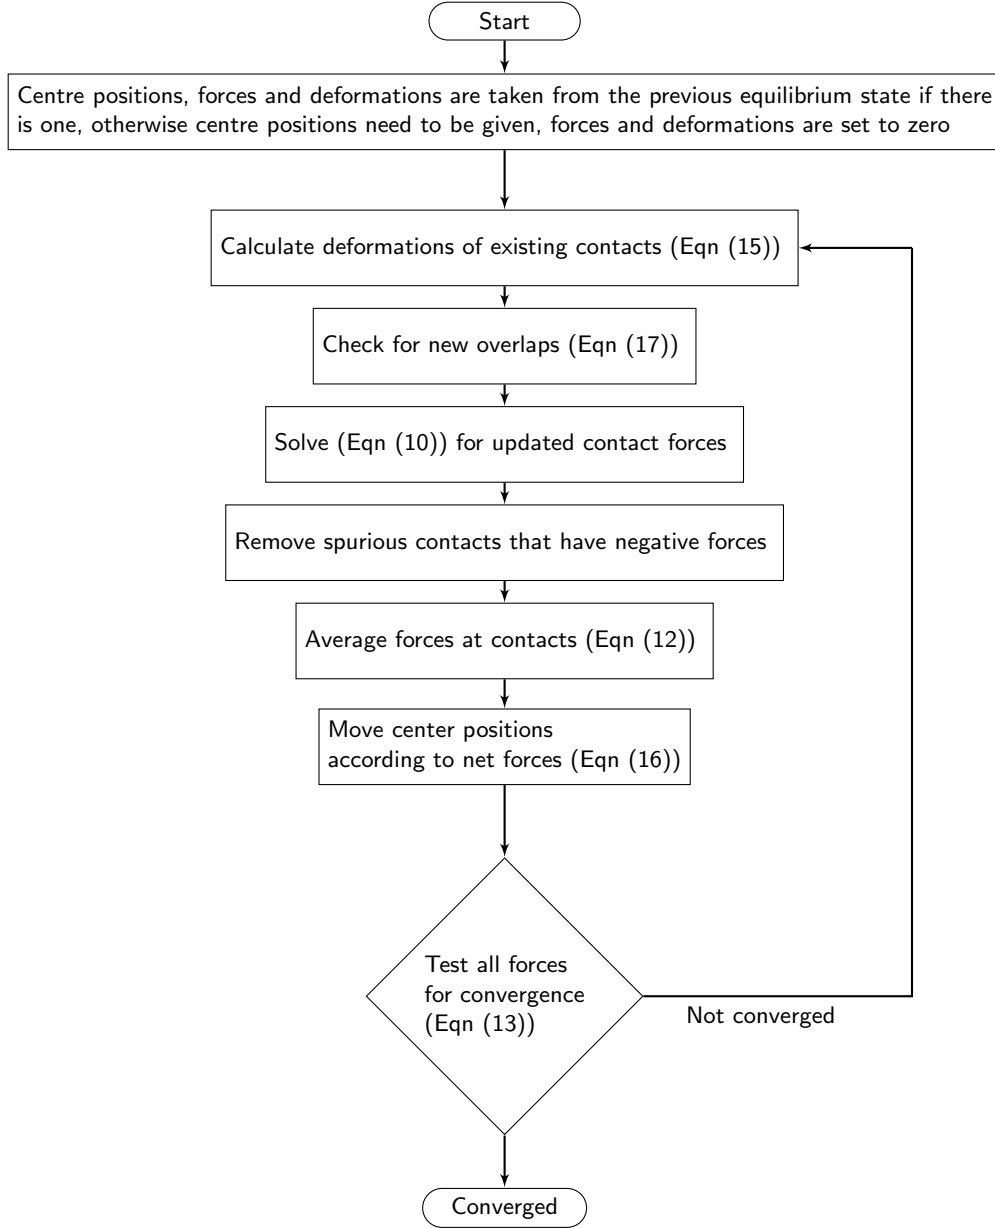 Start
Centre positions, forces and deformations are taken from the previous equilibrium state if there
is one, otherwise centre positions need to be given, forces and deformations are set to zero
Calculate deformations of existing contacts (Eqn (15))
Check for new overlaps (Eqn (17))
Solve (Eqn (10)) for updated contact forces
Remove spurious contacts that have negative forces
Average forces at contacts (Eqn (12))
Move center positions
according to net forces (Eqn (16))
Test all forces
for convergence
(Eqn (13))
Not converged
Converged